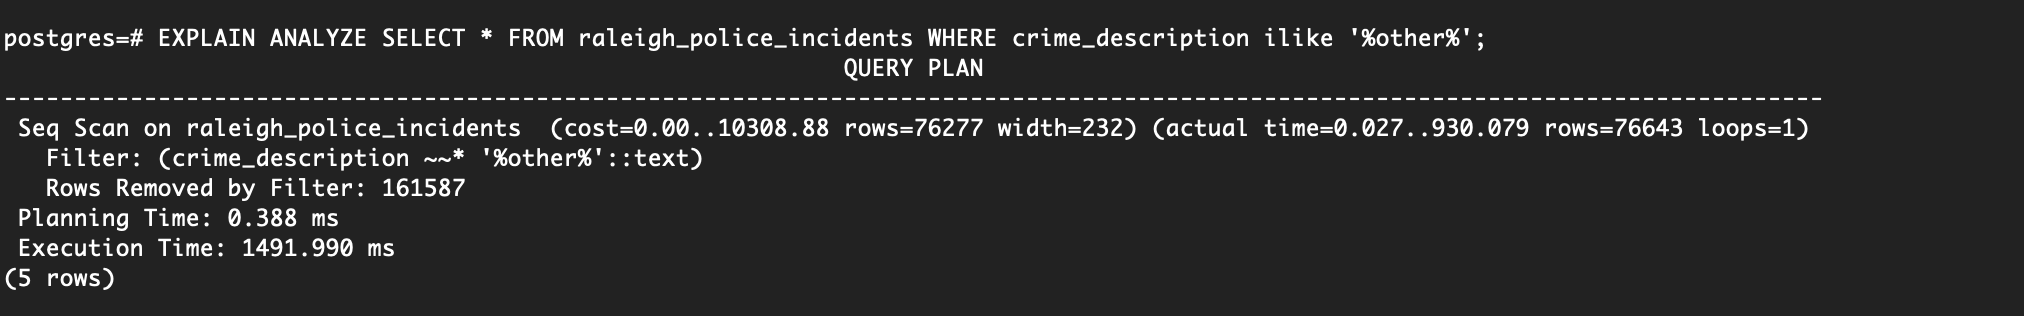 postgres=# EXPLAIN ANALYZE SELECT * FROM raleigh_police_incidents WHERE crime_description ilike '%other%';
QUERY PLAN
----------------------------------------------------------------------------------------------------------------------------------
Seq Scan on raleigh_police_incidents  (cost=0.00..10308.88 rows=76277 width=232) (actual time=0.027..930.079 rows=76643 loops=1)
Filter: (crime_description ~~* '%other%'::text)
Rows Removed by Filter: 161587
Planning Time: 0.388 ms
Execution Time: 1491.990 ms
(5 rows)